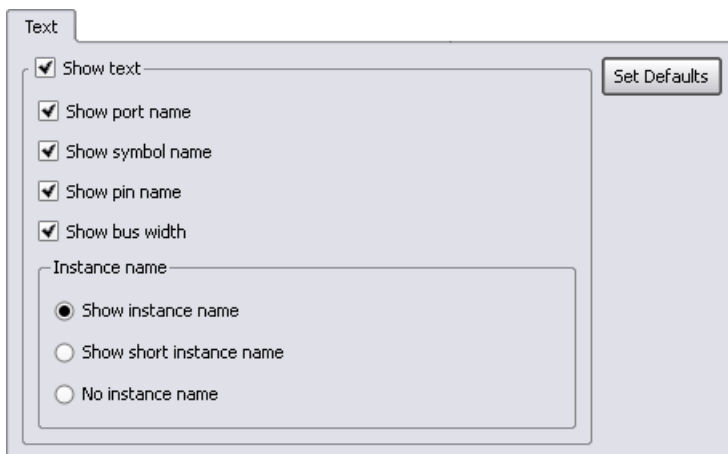 Text
Show text
Set Defaults
Show port name
Show symbol name
Show pin name
Show bus width
Instance name
Show instance name
Show short instance name
No instance name